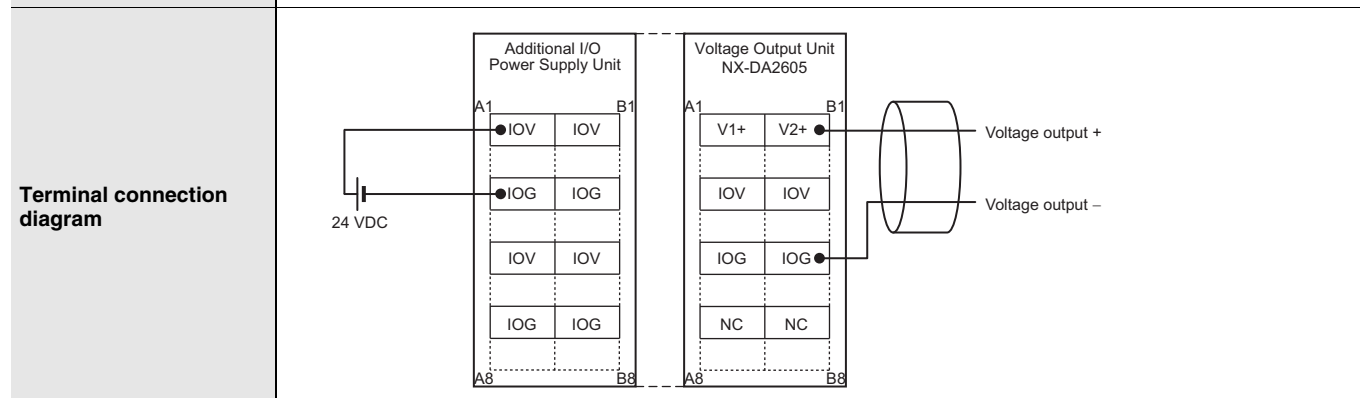 Terminal connection
diagram
Additional I/O
Power Supply Unit
A1 B1
IOV IOV
IOG IOG
IOV IOV
IOG IOG
A8 B8
24 VDC
Voltage Output Unit
NX-DA2605
A1 B1
V1+ V2+
IOV IOV
IOG IOG
NC NC
A8 B8
Voltage output +
Voltage output −